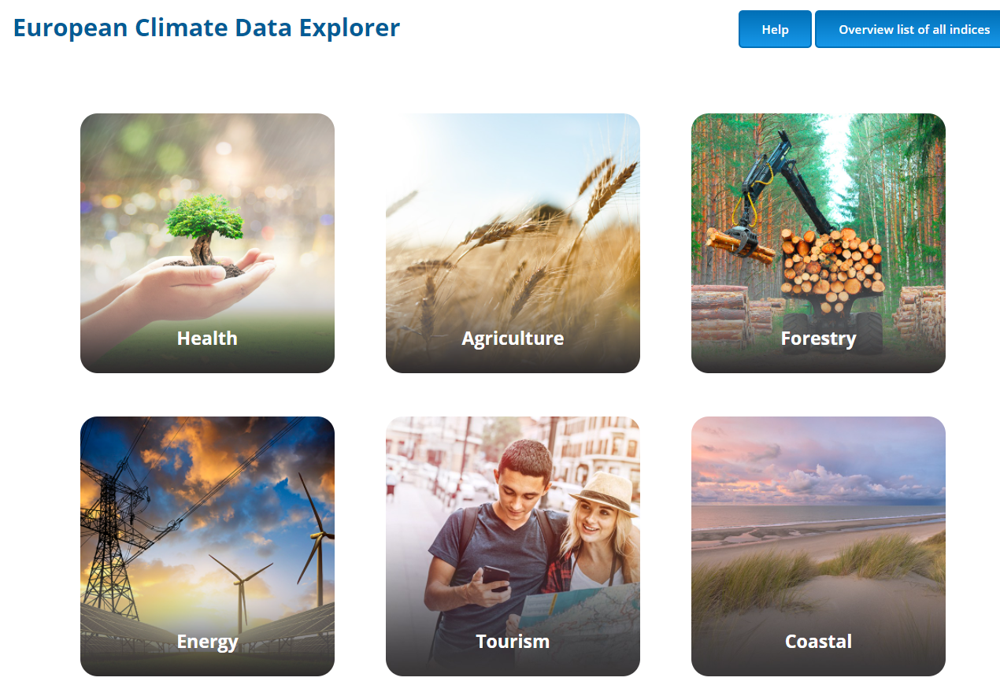 European Climate Data Explorer
Help
Overview list of all indices
Health
Agriculture
Forestry
Energy
Tourism
Coastal